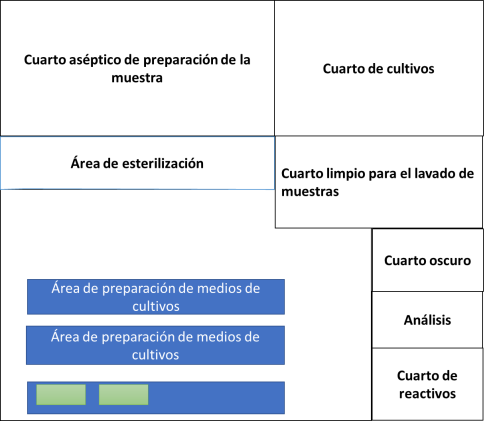 Cuarto aséptico de preparación de la
muestra
Cuarto de cultivos
Área de esterilización
Cuarto limpio para el lavado de
muestras
Cuarto oscuro
Área de preparación de medios de
cultivos
Análisis
Área de preparación de medios de
cultivos
Cuarto de
reactivos